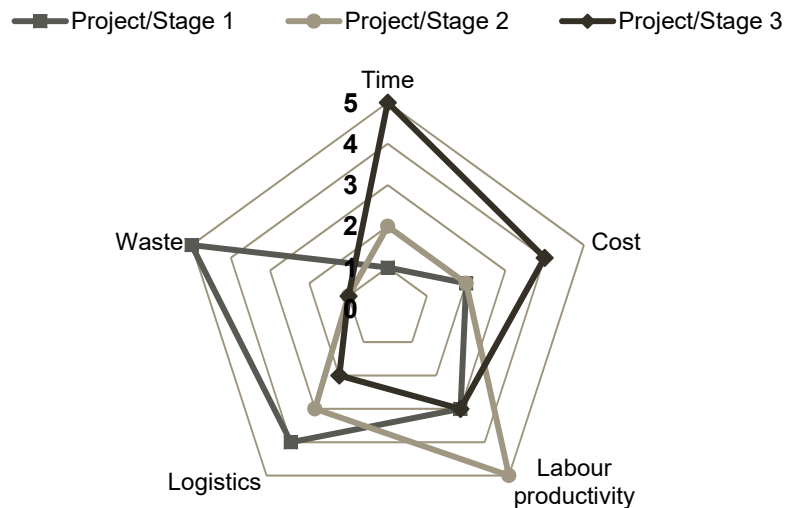 Project/Stage 1 Project/Stage 2 Project/Stage 3
Time
5
4
3
2
1
0
Waste
Cost
Logistics
Labour
productivity